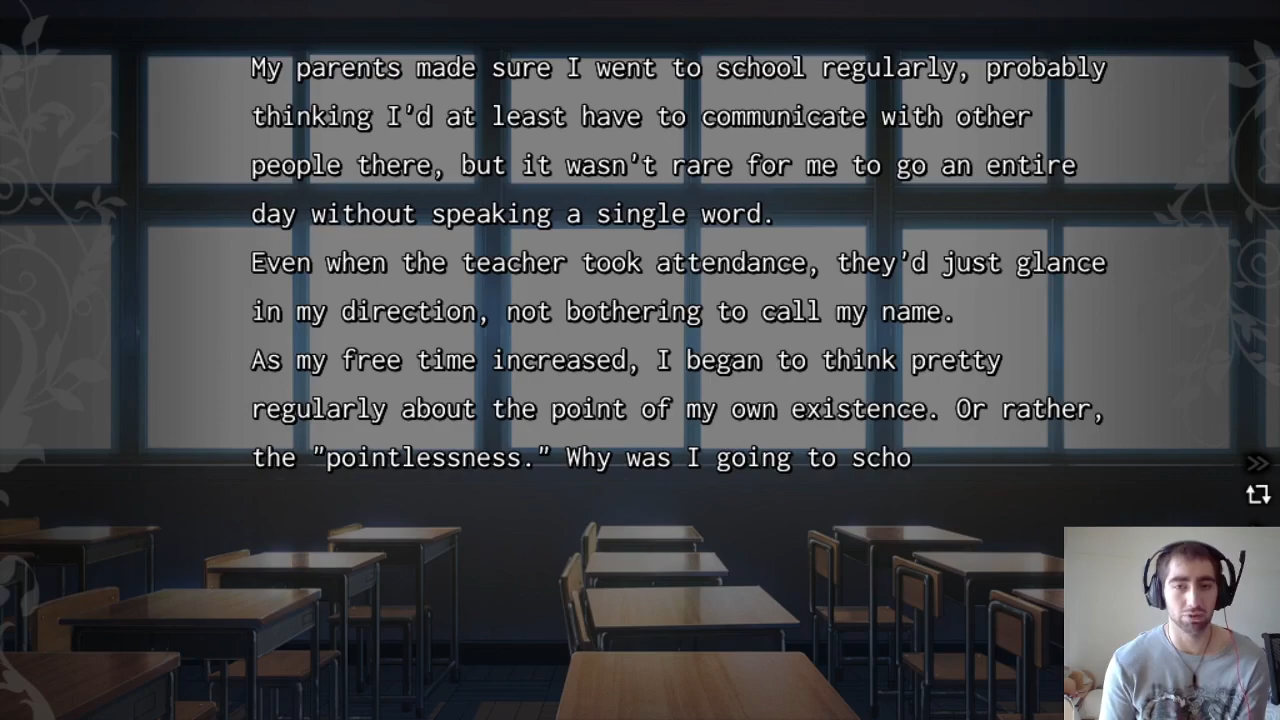 My parents made sure I went to school regularly, probably
thinking I'd at least have to communicate with other
people there, but it wasn't rare for me to go an entire
day without speaking a single word.
Even when the teacher took attendance, they'd just glance
in my direction, not bothering to call my name.
As my free time increased, I began to think pretty
regularly about the point of my own existence. Or rather,
the "pointlessness." Why was I going to scho